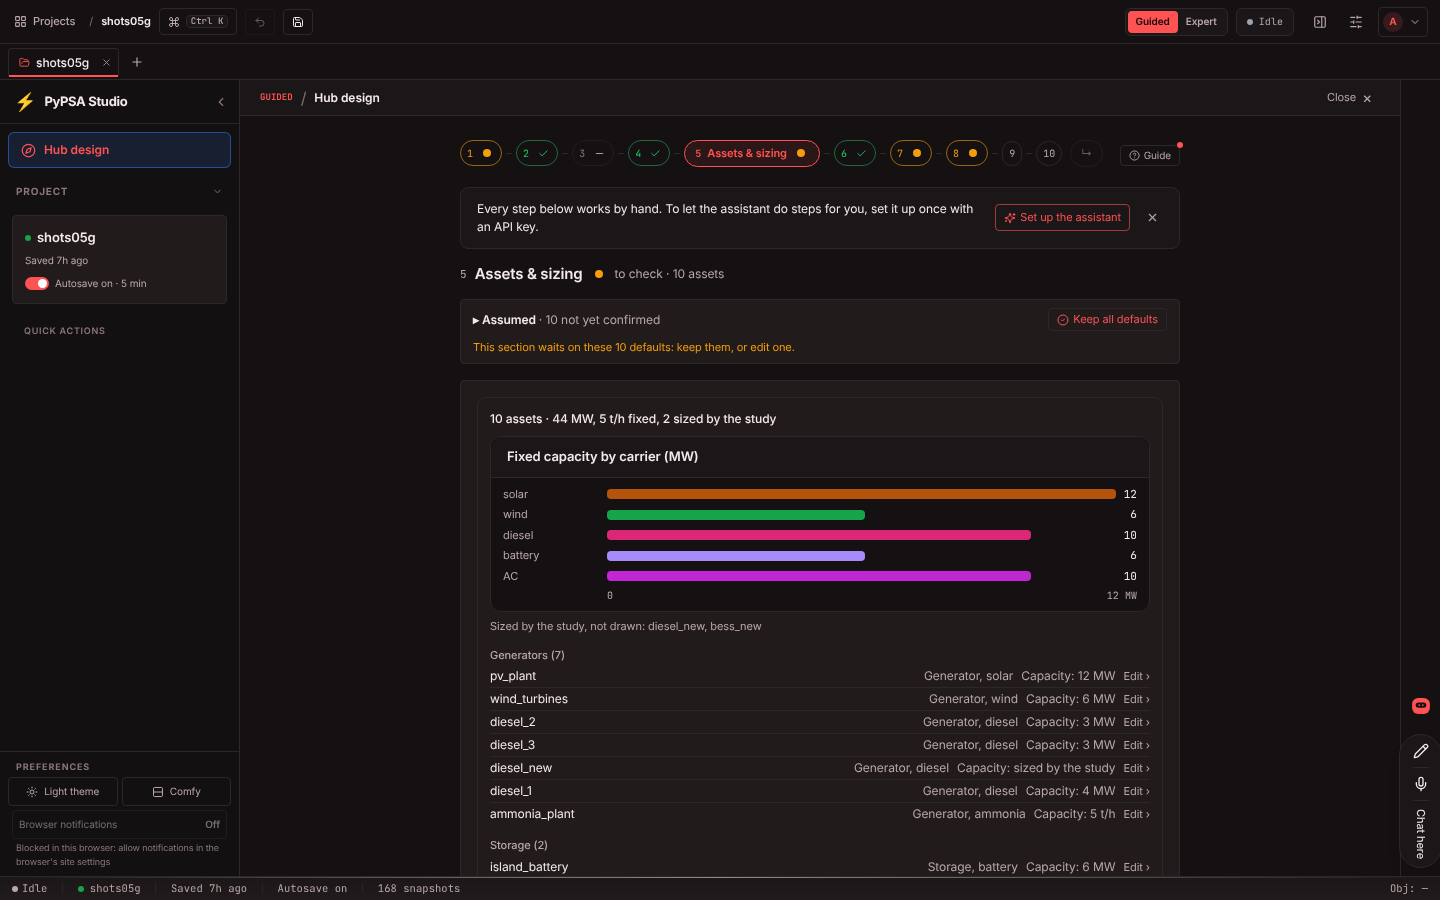 Projects / shots05g ⌘ Ctrl K
Guided Expert
Idle
A
shots05g
PyPSA Studio
GUIDED / Hub design
Close
Hub design
1 2 3 4 5 Assets & sizing 6 7 8 9 10
Guide
PROJECT
shots05g
Saved 7h ago
Autosave on · 5 min
QUICK ACTIONS
Every step below works by hand. To let the assistant do steps for you, set it up once with
an API key.
Set up the assistant
5 Assets & sizing to check · 10 assets
▸ Assumed · 10 not yet confirmed
Keep all defaults
This section waits on these 10 defaults: keep them, or edit one.
10 assets · 44 MW, 5 t/h fixed, 2 sized by the study
Fixed capacity by carrier (MW)
solar 12
wind 6
diesel 10
battery 6
AC 10
0 12 MW
Sized by the study, not drawn: diesel_new, bess_new
Generators (7)
pv_plant Generator, solar Capacity: 12 MW Edit ›
wind_turbines Generator, wind Capacity: 6 MW Edit ›
diesel_2 Generator, diesel Capacity: 3 MW Edit ›
diesel_3 Generator, diesel Capacity: 3 MW Edit ›
diesel_new Generator, diesel Capacity: sized by the study Edit ›
diesel_1 Generator, diesel Capacity: 4 MW Edit ›
ammonia_plant Generator, ammonia Capacity: 5 t/h Edit ›
Storage (2)
island_battery Storage, battery Capacity: 6 MW Edit ›
PREFERENCES
Light theme
Comfy
Browser notifications Off
Blocked in this browser: allow notifications in the
browser's site settings
Chat here
Idle shots05g Saved 7h ago Autosave on 168 snapshots
Obj: —